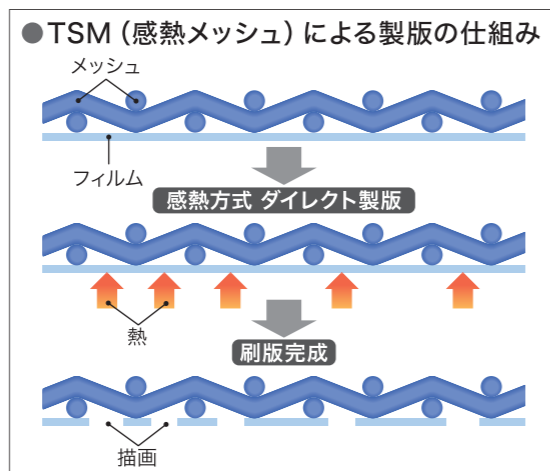 ●TSM（感熱メッシュ）による製版の仕組み
メッシュ
フィルム
感熱方式 ダイレクト製版
熱
刷版完成
描画